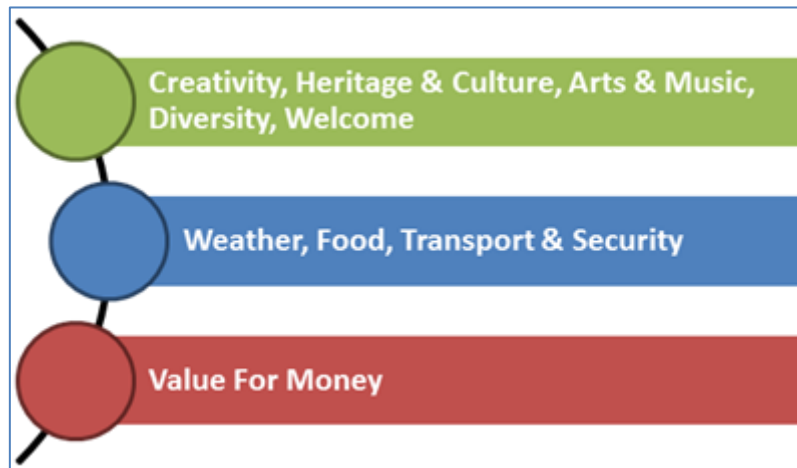 Creativity, Heritage & Culture, Arts & Music,
Diversity, Welcome
Weather, Food, Transport & Security
Value For Money